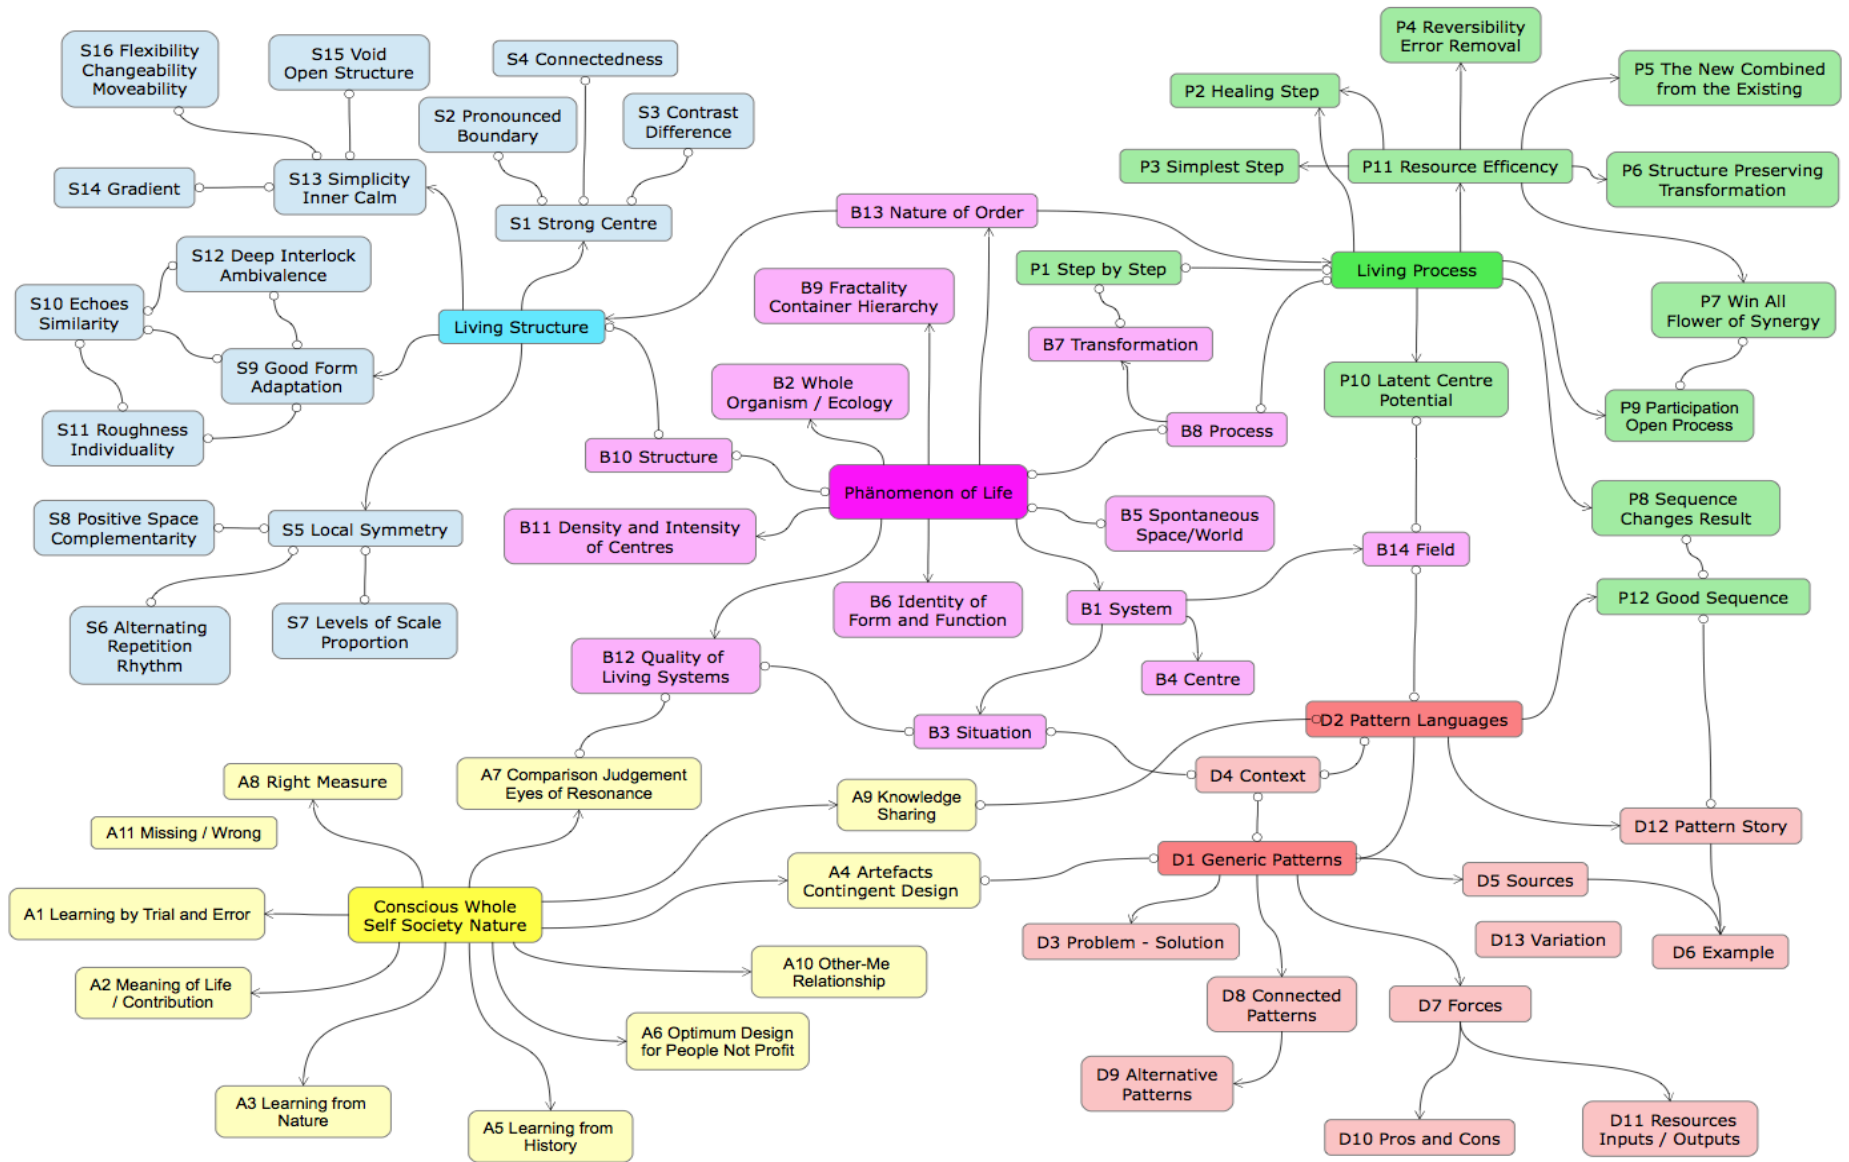 S16 Flexibility
Changeability
Moveability
S15 Void
Open Structure
S4 Connectedness
S2 Pronounced
Boundary
S3 Contrast
Difference
S14 Gradient
S13 Simplicity
Inner Calm
S1 Strong Centre
S12 Deep Interlock
Ambivalence
S10 Echoes
Similarity
S9 Good Form
Adaptation
S11 Roughness
Individuality
Living Structure
S8 Positive Space
Complementarity
S5 Local Symmetry
S6 Alternating
Repetition
Rhythm
S7 Levels of Scale
Proportion
P4 Reversibility
Error Removal
P2 Healing Step
P5 The New Combined
from the Existing
P3 Simplest Step
P11 Resource Efficency
P6 Structure Preserving
Transformation
P1 Step by Step
Living Process
P7 Win All
Flower of Synergy
P10 Latent Centre
Potential
P9 Participation
Open Process
P8 Sequence
Changes Result
P12 Good Sequence
B13 Nature of Order
B9 Fractality
Container Hierarchy
B7 Transformation
B2 Whole
Organism / Ecology
B8 Process
B10 Structure
Phänomenon of Life
B11 Density and Intensity
of Centres
B5 Spontaneous
Space/World
B14 Field
B6 Identity of
Form and Function
B1 System
B12 Quality of
Living Systems
B4 Centre
B3 Situation
D2 Pattern Languages
D4 Context
D12 Pattern Story
D1 Generic Patterns
D5 Sources
D3 Problem - Solution
D13 Variation
D6 Example
D8 Connected
Patterns
D7 Forces
D9 Alternative
Patterns
D10 Pros and Cons
D11 Resources
Inputs / Outputs
A8 Right Measure
A7 Comparison Judgement
Eyes of Resonance
A9 Knowledge
Sharing
A11 Missing / Wrong
A4 Artefacts
Contingent Design
A1 Learning by Trial and Error
Conscious Whole
Self Society Nature
A2 Meaning of Life
/ Contribution
A10 Other-Me
Relationship
A6 Optimum Design
for People Not Profit
A3 Learning from
Nature
A5 Learning from
History